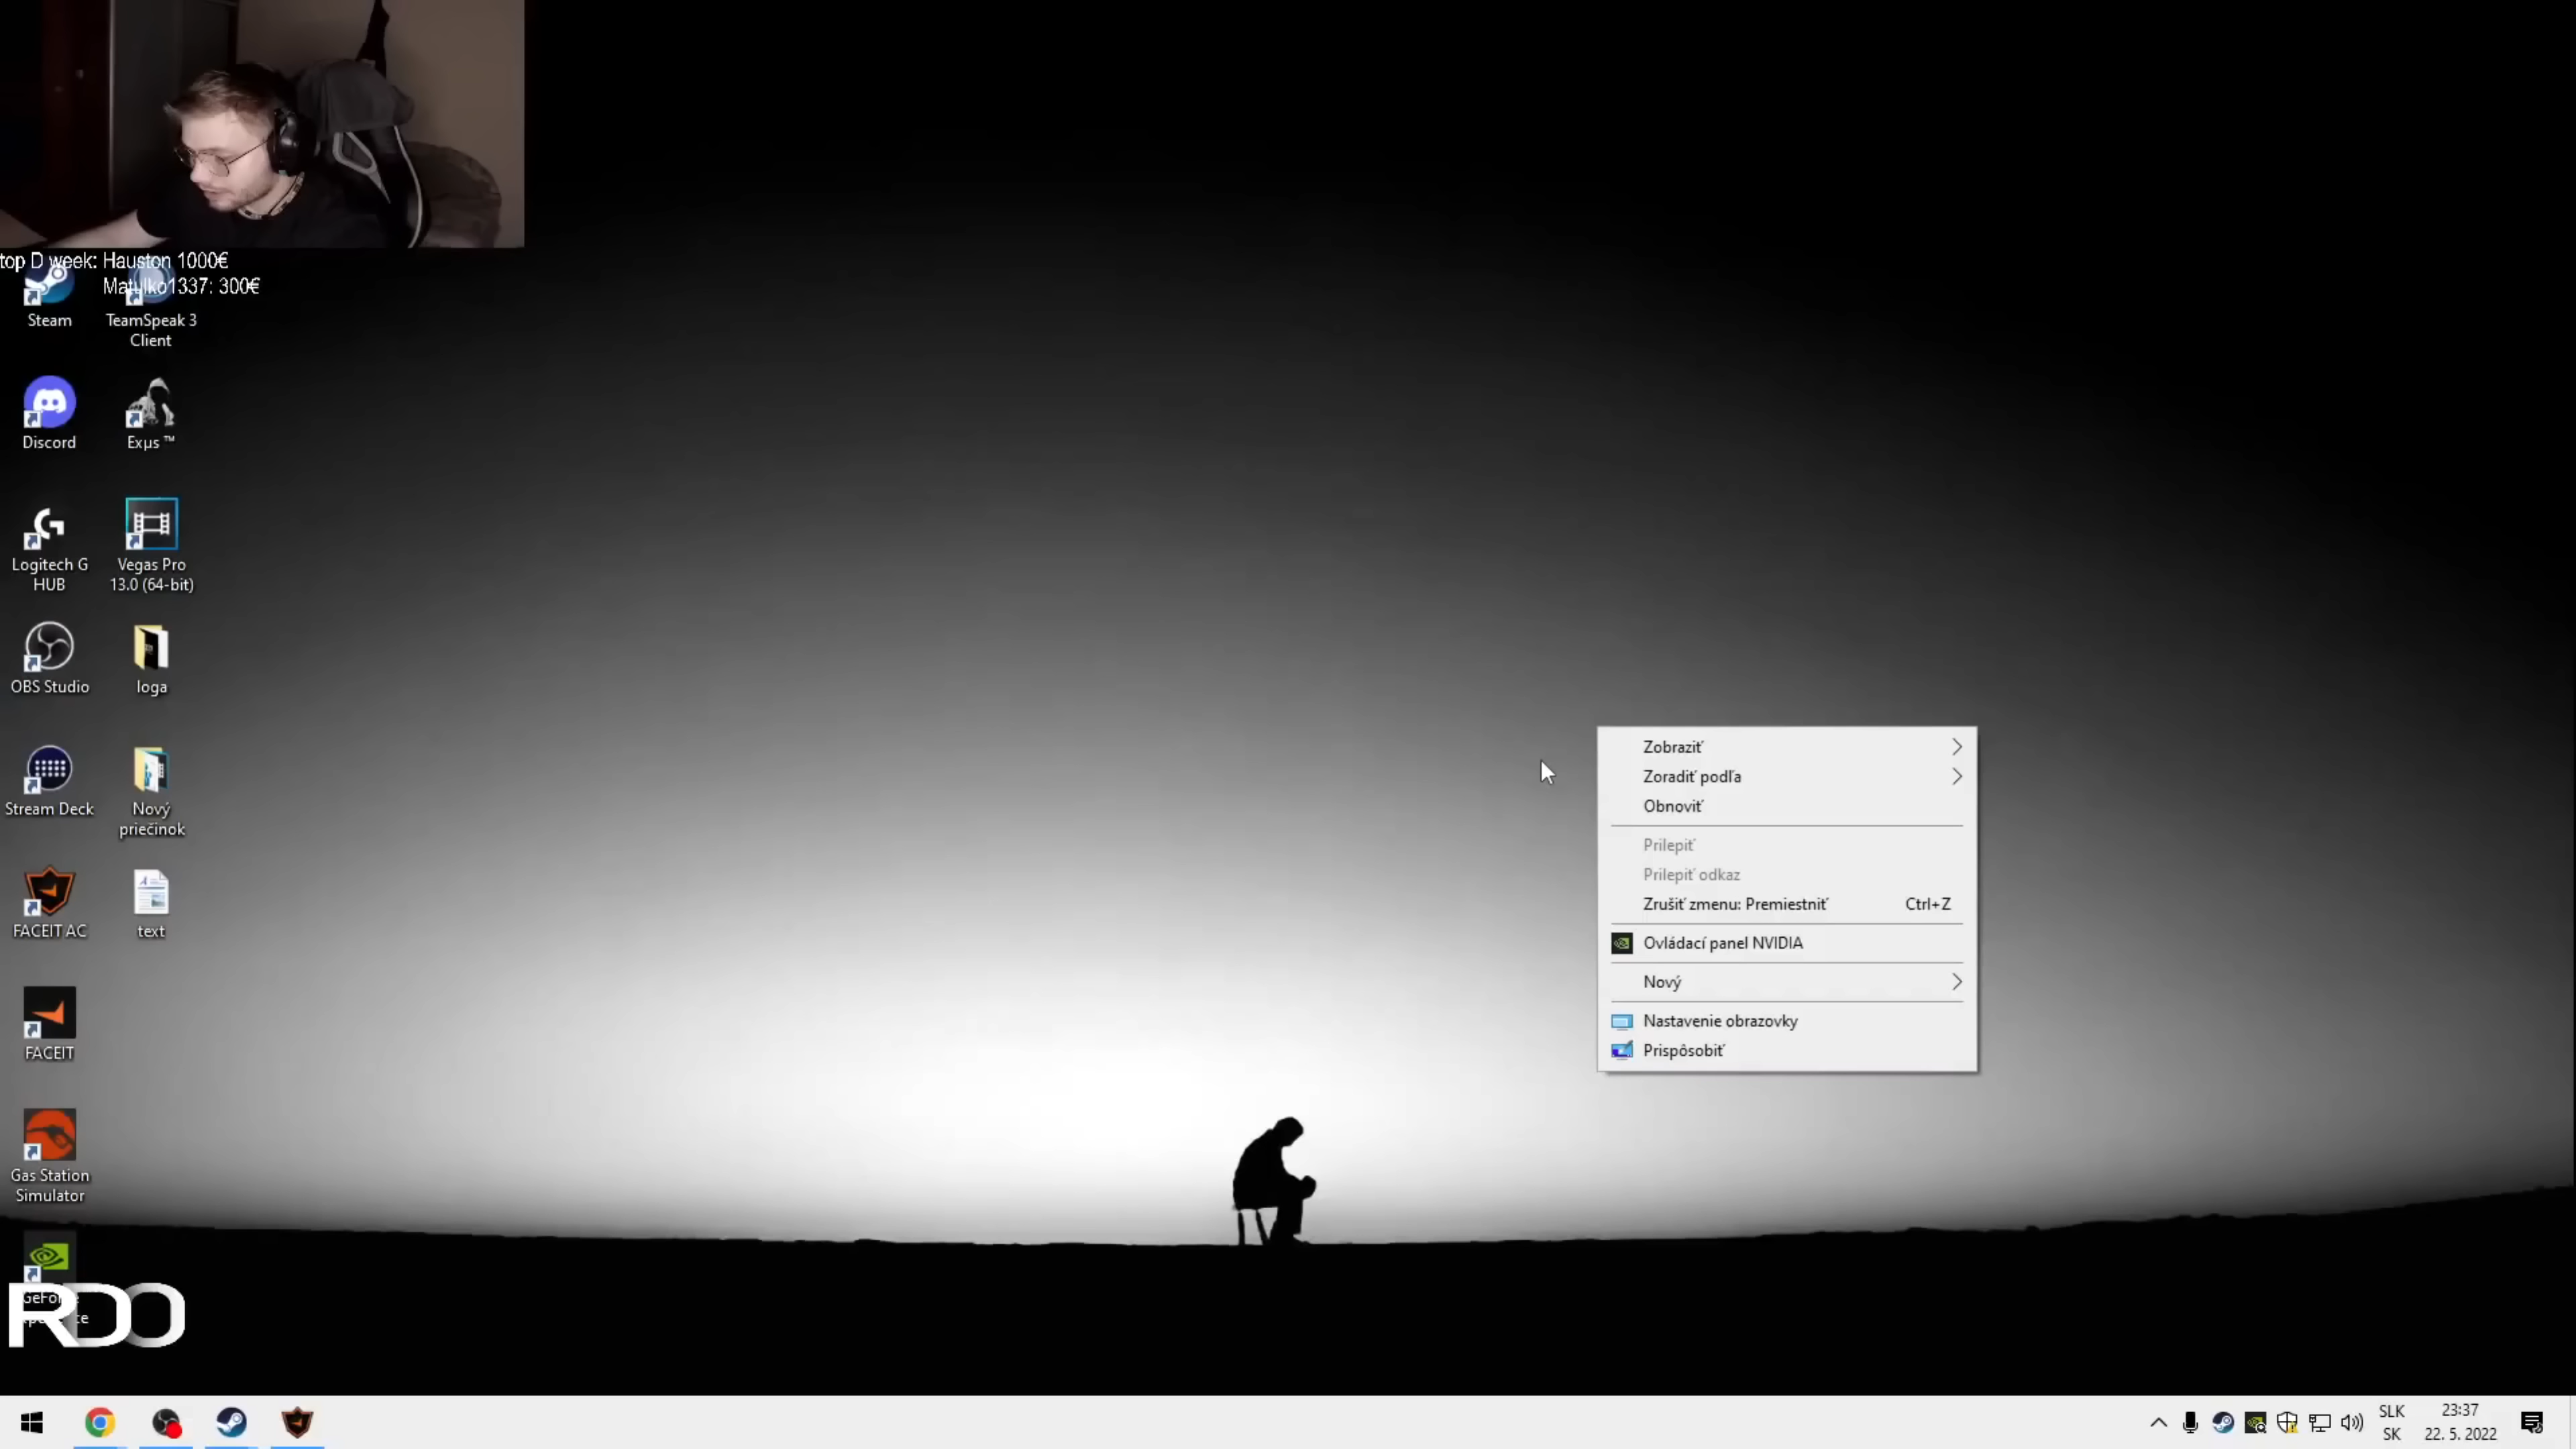 top D week: Hauston 1000€
Matulko1337: 300€
Steam
TeamSpeak 3
Client
Discord
Exμs ™
Logitech G
HUB
Vegas Pro
13.0 (64-bit)
OBS Studio
loga
Stream Deck
Nový
priečinok
FACEIT AC
text
FACEIT
Gas Station
Simulator
RDO
Zobraziť
Zoradiť podľa
Obnoviť
Prilepiť
Prilepiť odkaz
Zrušiť zmenu: Premiestniť Ctrl+Z
Ovládací panel NVIDIA
Nový
Nastavenie obrazovky
Prispôsobiť
SLK
SK
23:37
22. 5. 2022